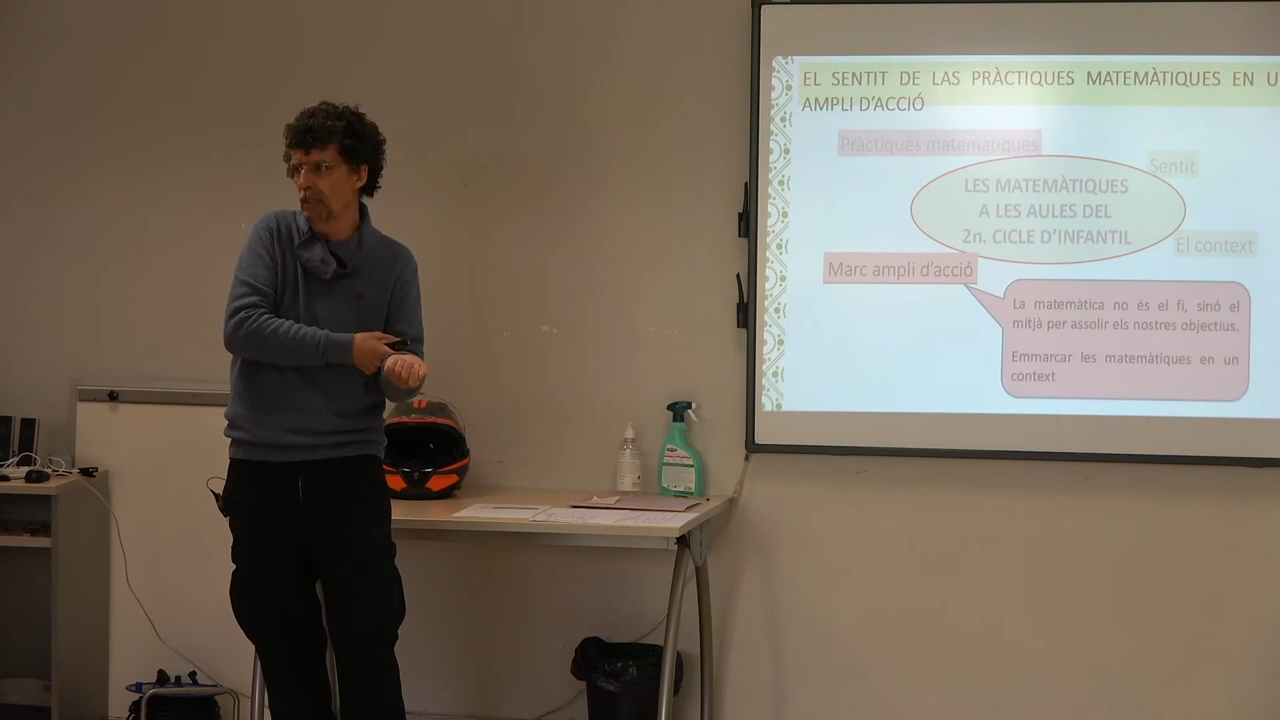 EL SENTIT DE LAS PRÀCTIQUES MATEMÀTIQUES EN U
AMPLI D'ACCIÓ
Pràctiques matemàtiques
Sentit
LES MATEMÀTIQUES
A LES AULES DEL
2n. CICLE D'INFANTIL
El context
Marc ampli d'acció
La matemàtica no és el fi, sinó el
mitjà per assolir els nostres objectius.
Emmarcar les matemàtiques en un
context